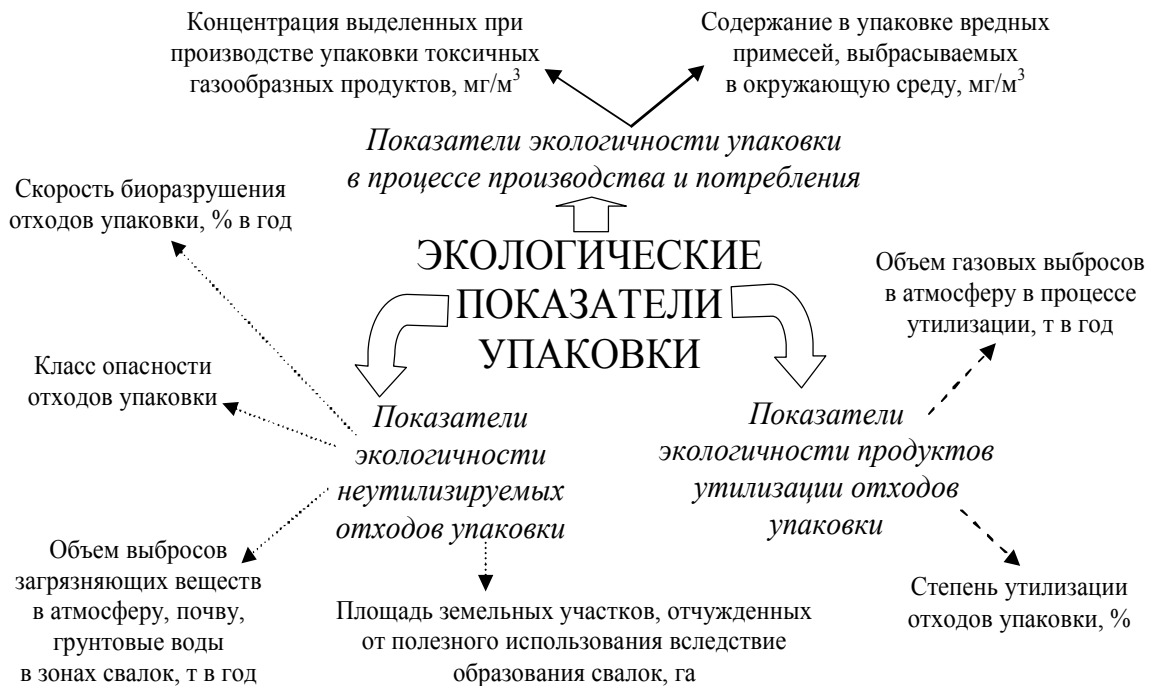 Концентрация выделенных при
производстве упаковки токсичных
газообразных продуктов, мг/м³
Содержание в упаковке вредных
примесей, выбрасываемых
в окружающую среду, мг/м³
Показатели экологичности упаковки
в процессе производства и потребления
Скорость биоразрушения
отходов упаковки, % в год
ЭКОЛОГИЧЕСКИЕ
ПОКАЗАТЕЛИ
УПАКОВКИ
Объем газовых выбросов
в атмосферу в процессе
утилизации, т в год
Класс опасности
отходов упаковки
Показатели
экологичности
неутилизируемых
отходов упаковки
Показатели
экологичности продуктов
утилизации отходов
упаковки
Объем выбросов
загрязняющих веществ
в атмосферу, почву,
грунтовые воды
в зонах свалок, т в год
Площадь земельных участков, отчужденных
от полезного использования вследствие
образования свалок, га
Степень утилизации
отходов упаковки, %